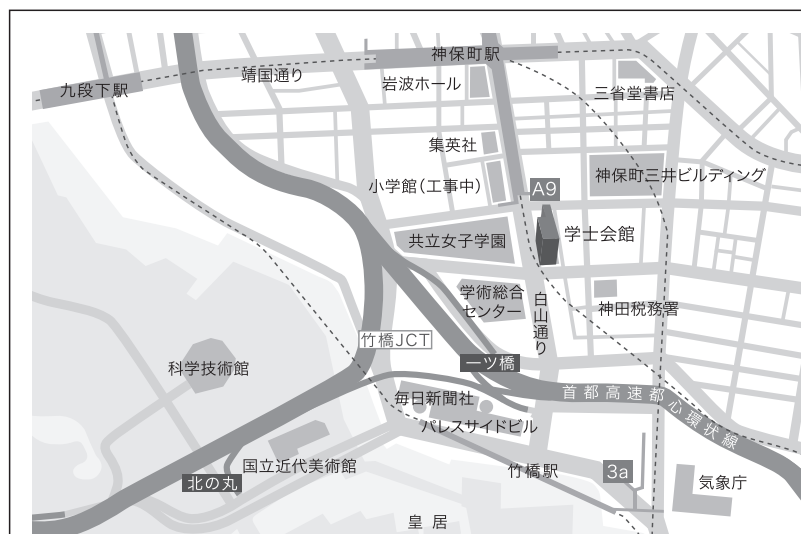 神保町駅
靖国通り
岩波ホール
九段下駅
三省堂書店
集英社
神保町三井ビルディング
小学館(工事中)
A9
学士会館
共立女子学園
学術総合
センター
白山通り
神田税務署
竹橋JCT
一ツ橋
科学技術館
首都高速都心環状線
毎日新聞社
パレスサイドビル
国立近代美術館
竹橋駅
3a
北の丸
気象庁
皇居